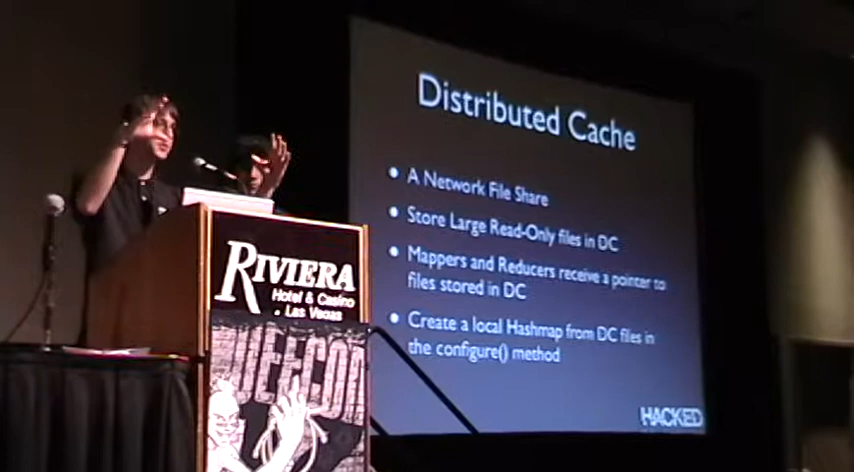 Distributed Cache
• A Network File Share
• Store Large Read-Only files in DC
• Mappers and Reducers receive a pointer to
files stored in DC
• Create a local Hashmap from DC files in
the configure() method
HACKED
RIVIERA
Hotel & Casino
Las Vegas
DEFCON